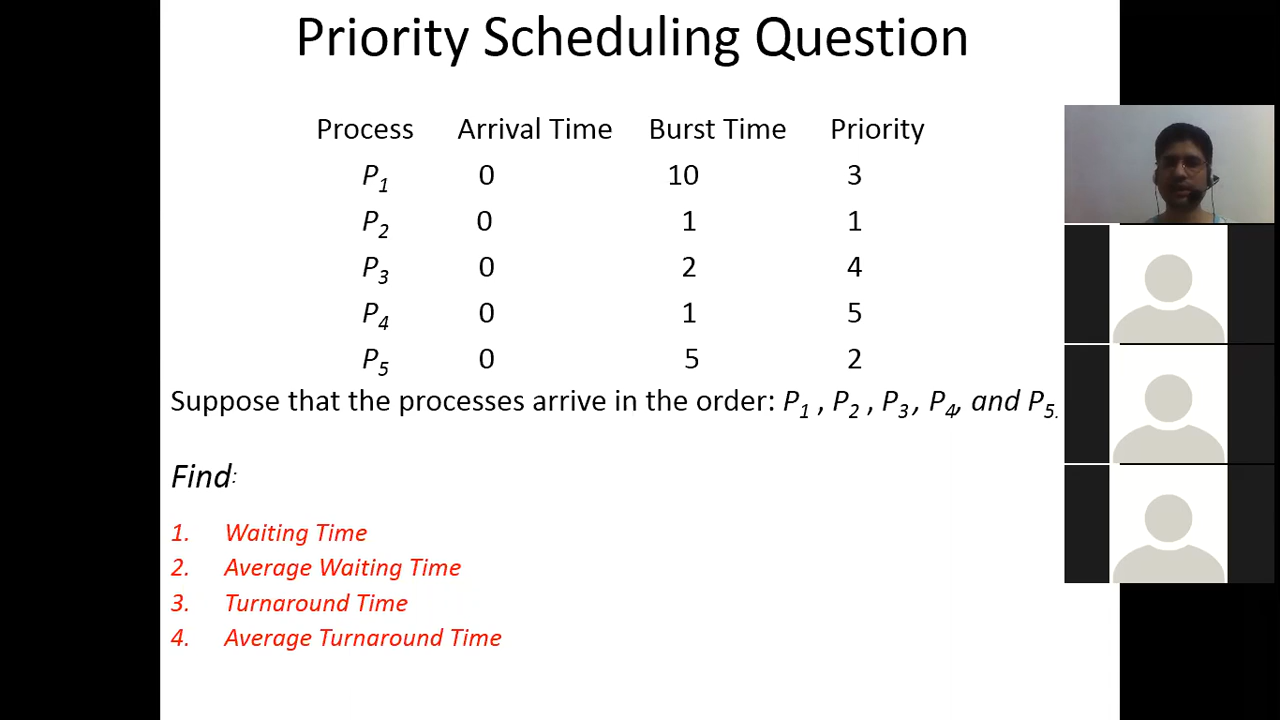 Priority Scheduling Question
Process Arrival Time Burst Time Priority
P1 0 10 3
P2 0 1 1
P3 0 2 4
P4 0 1 5
P5 0 5 2
Suppose that the processes arrive in the order: P1 , P2 , P3 , P4, and P5.
Find:
1. Waiting Time
2. Average Waiting Time
3. Turnaround Time
4. Average Turnaround Time